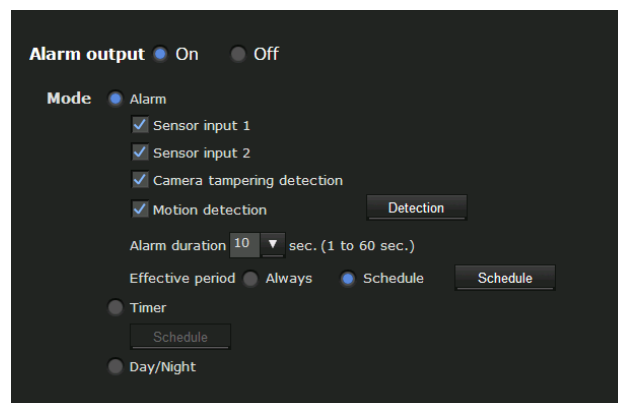 Alarm output On Off
Mode Alarm
Sensor input 1
Sensor input 2
Camera tampering detection
Motion detection Detection
Alarm duration 10 sec. (1 to 60 sec.)
Effective period Always Schedule Schedule
Timer
Schedule
Day/Night